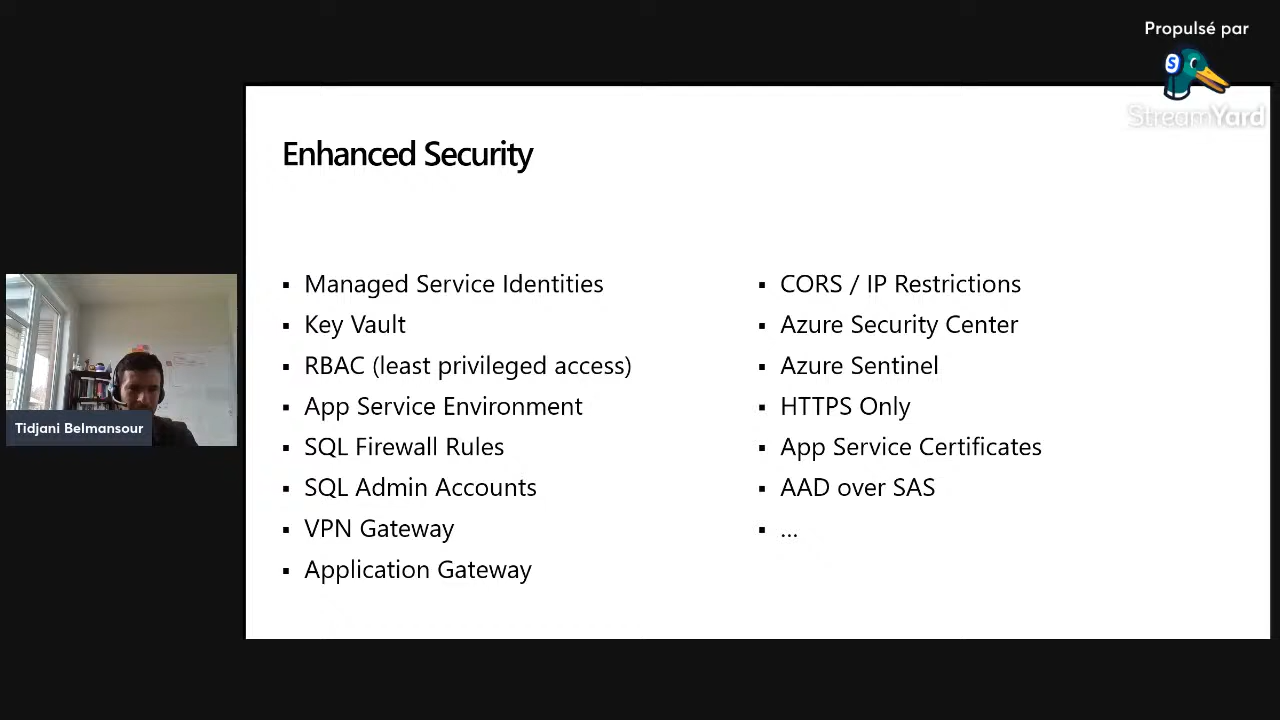 Propulsé par
StreamYard
Enhanced Security
▪ Managed Service Identities
▪ Key Vault
▪ RBAC (least privileged access)
▪ App Service Environment
▪ SQL Firewall Rules
▪ SQL Admin Accounts
▪ VPN Gateway
▪ Application Gateway
▪ CORS / IP Restrictions
▪ Azure Security Center
▪ Azure Sentinel
▪ HTTPS Only
▪ App Service Certificates
▪ AAD over SAS
▪ ...
Tidjani Belmansour